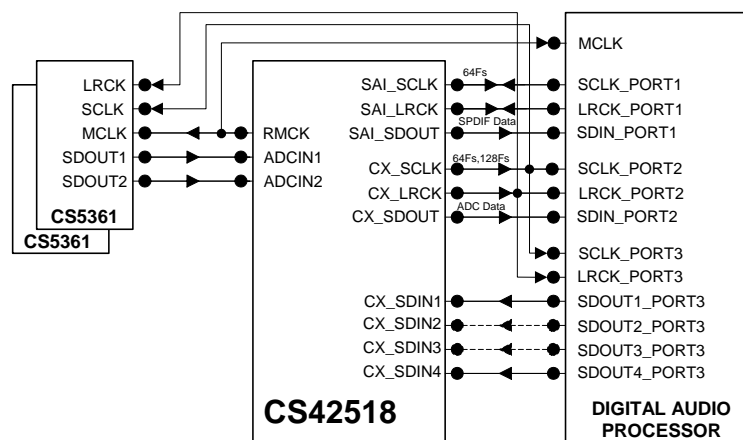 LRCK
SCLK
MCLK
SDOUT1
SDOUT2
CS5361
CS5361
RMCK
ADCIN1
ADCIN2
SAI_SCLK
SAI_LRCK
SAI_SDOUT
CX_SCLK
CX_LRCK
CX_SDOUT
CX_SDIN1
CX_SDIN2
CX_SDIN3
CX_SDIN4
CS42518
64Fs
SPDIF Data
64Fs,128Fs
ADC Data
MCLK
SCLK_PORT1
LRCK_PORT1
SDIN_PORT1
SCLK_PORT2
LRCK_PORT2
SDIN_PORT2
SCLK_PORT3
LRCK_PORT3
SDOUT1_PORT3
SDOUT2_PORT3
SDOUT3_PORT3
SDOUT4_PORT3
DIGITAL AUDIO
PROCESSOR